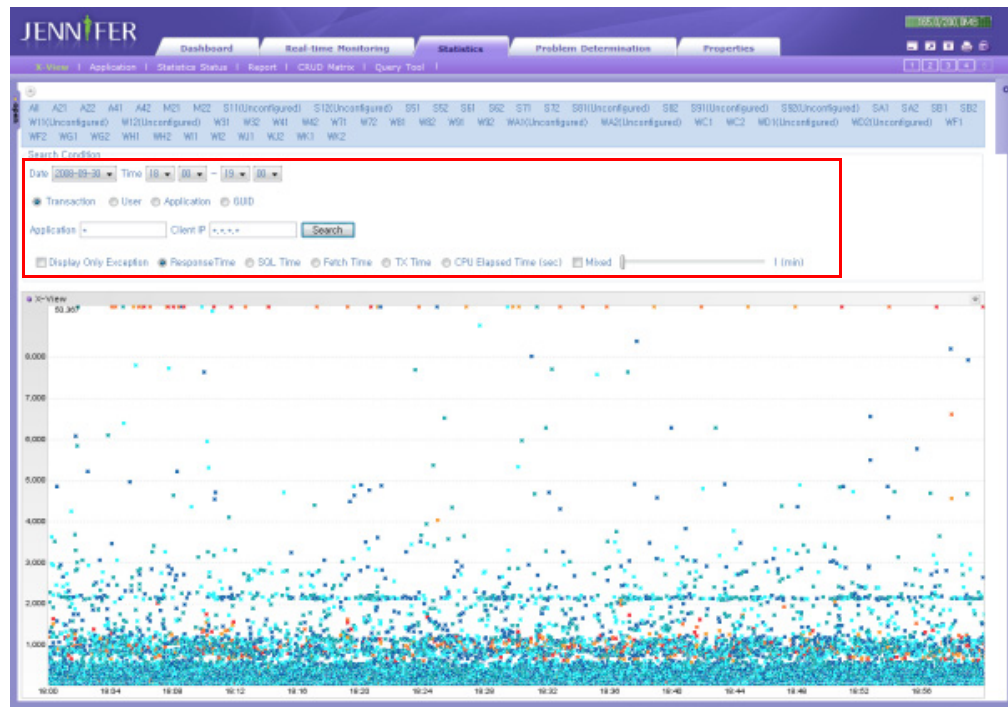 JENNIFER
Dashboard Real-time Monitoring Statistics Problem Determination Properties
X-View | Application | Statistics Status | Report | CRUD Matrix | Query Tool |
1 2 3 4
All A21 A22 A41 A42 M21 M22 S11(Unconfigured) S12(Unconfigured) S51 S52 S61 S62 S71 S72 S81(Unconfigured) S82 S91(Unconfigured) S92(Unconfigured) SA1 SA2 SB1 SB2
W11(Unconfigured) W12(Unconfigured) W31 W32 W41 W42 W71 W72 W81 W82 W91 W92 WA1(Unconfigured) WA2(Unconfigured) WC1 WC2 WD1(Unconfigured) WD2(Unconfigured) WF1
WF2 WG1 WG2 WH1 WH2 WI1 WI2 WJ1 WJ2 WK1 WK2
Search Condition
Date 2008-09-30 Time 18 00 ~ 19 00
Transaction User Application GUID
Application * Client IP *.*.*.* Search
Display Only Exception ResponseTime SQL Time Fetch Time TX Time CPU Elapsed Time (sec) Mixed 1 (min)
X-View
53.367
8,000
7,000
6,000
5,000
4,000
3,000
2,000
1,000
18:00 18:04 18:08 18:12 18:16 18:20 18:24 18:28 18:32 18:36 18:40 18:44 18:48 18:52 18:56